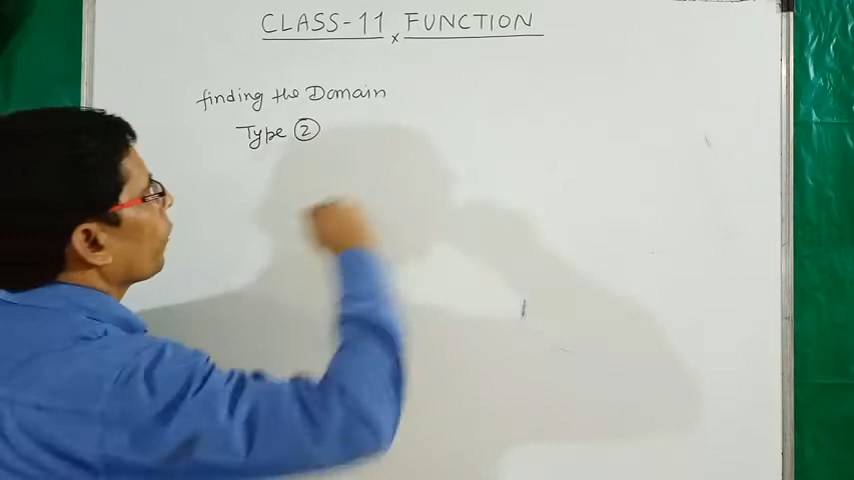 CLASS-11 x FUNCTION
finding the Domain
Type 2